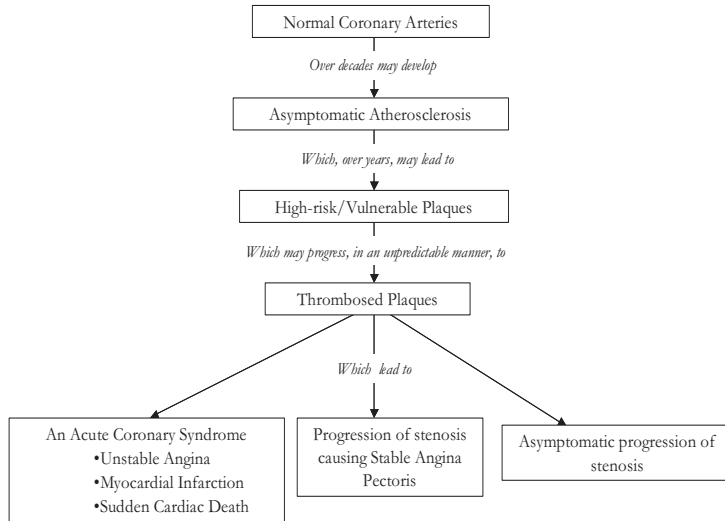 Normal Coronary Arteries
Over decades may develop
Asymptomatic Atherosclerosis
Which, over years, may lead to
High-risk/Vulnerable Plaques
Which may progress, in an unpredictable manner, to
Thrombosed Plaques
Which lead to
An Acute Coronary Syndrome
•Unstable Angina
•Myocardial Infarction
•Sudden Cardiac Death
Progression of stenosis
causing Stable Angina
Pectoris
Asymptomatic progression of
stenosis